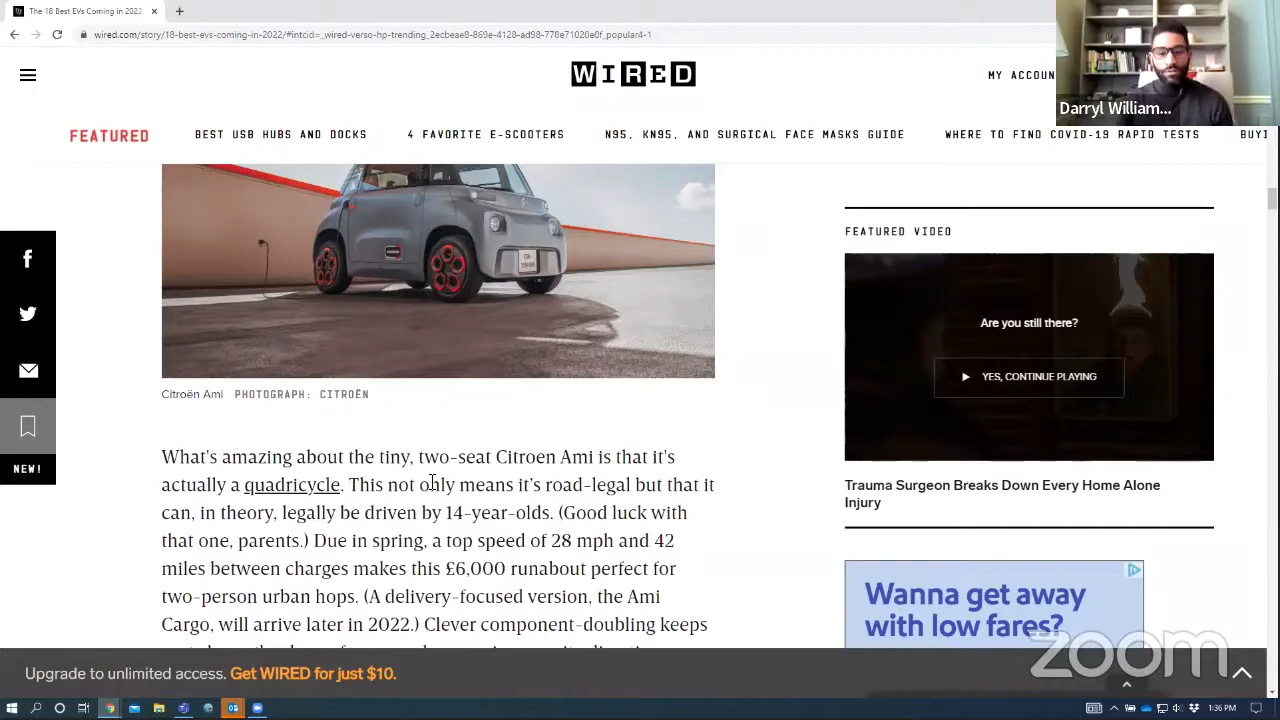 The 18 Best EVs Coming in 2022
wired.com/story/18-best-evs-coming-in-2022/#intcid=_wired-verso-hp-trending_2ecbeae8-869e-4128-ad98-778e71020e0f_popular4-1
WIRED
MY ACCOUN
Darryl William...
FEATURED
BEST USB HUBS AND DOCKS
4 FAVORITE E-SCOOTERS
N95, KN95, AND SURGICAL FACE MASKS GUIDE
WHERE TO FIND COVID-19 RAPID TESTS
BUYI
FEATURED VIDEO
Are you still there?
YES, CONTINUE PLAYING
Trauma Surgeon Breaks Down Every Home Alone
Injury
NEW!
Citroën Ami PHOTOGRAPH: CITROËN
What's amazing about the tiny, two-seat Citroen Ami is that it's
actually a quadricycle. This not only means it's road-legal but that it
can, in theory, legally be driven by 14-year-olds. (Good luck with
that one, parents.) Due in spring, a top speed of 28 mph and 42
miles between charges makes this £6,000 runabout perfect for
two-person urban hops. (A delivery-focused version, the Ami
Cargo, will arrive later in 2022.) Clever component-doubling keeps
Wanna get away
with low fares?
zoom
Upgrade to unlimited access. Get WIRED for just $10.
1:36 PM